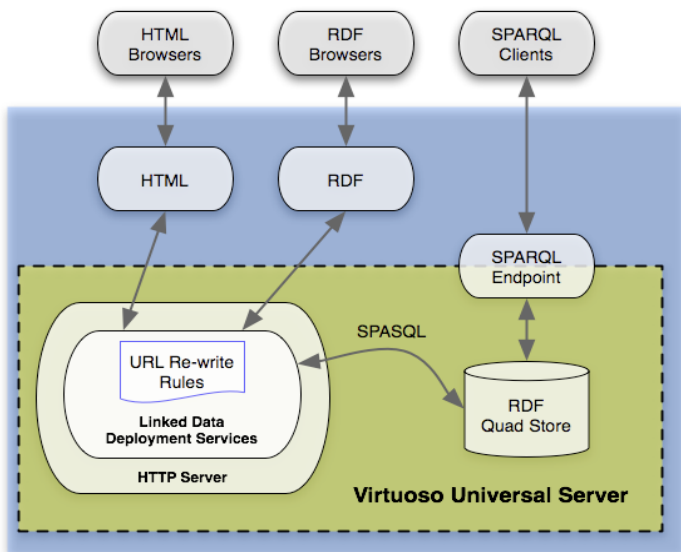 HTML
Browsers
RDF
Browsers
SPARQL
Clients
HTML
RDF
SPARQL
Endpoint
SPASQL
URL Re-write
Rules
Linked Data
Deployment Services
HTTP Server
RDF
Quad Store
Virtuoso Universal Server